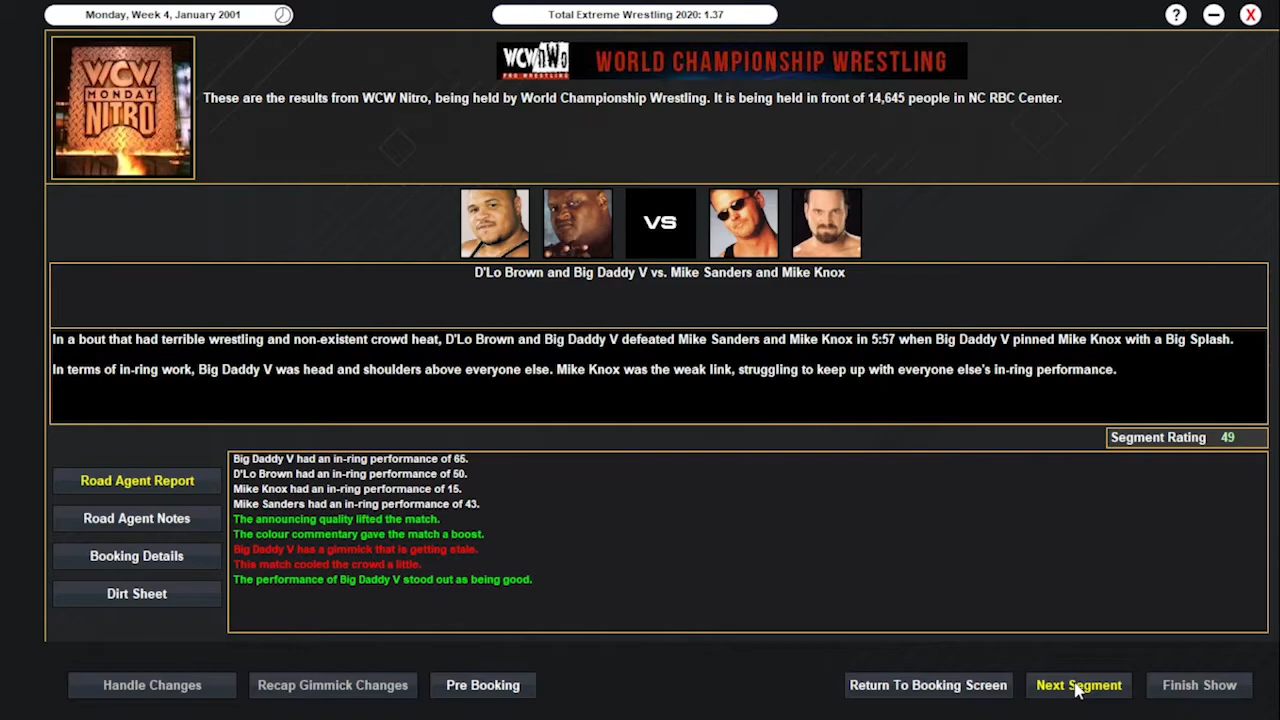 Monday, Week 4, January 2001
Total Extreme Wrestling 2020: 1.37
?
X
WCW
MONDAY
NITRO
WCW nWo
PRO WRESTLING
WORLD CHAMPIONSHIP WRESTLING
These are the results from WCW Nitro, being held by World Championship Wrestling. It is being held in front of 14,645 people in NC RBC Center.
VS
D'Lo Brown and Big Daddy V vs. Mike Sanders and Mike Knox
In a bout that had terrible wrestling and non-existent crowd heat, D'Lo Brown and Big Daddy V defeated Mike Sanders and Mike Knox in 5:57 when Big Daddy V pinned Mike Knox with a Big Splash.
In terms of in-ring work, Big Daddy V was head and shoulders above everyone else. Mike Knox was the weak link, struggling to keep up with everyone else's in-ring performance.
Segment Rating 49
Road Agent Report
Road Agent Notes
Booking Details
Dirt Sheet
Big Daddy V had an in-ring performance of 65.
D'Lo Brown had an in-ring performance of 50.
Mike Knox had an in-ring performance of 15.
Mike Sanders had an in-ring performance of 43.
The announcing quality lifted the match.
The colour commentary gave the match a boost.
Big Daddy V has a gimmick that is getting stale.
This match cooled the crowd a little.
The performance of Big Daddy V stood out as being good.
Handle Changes
Recap Gimmick Changes
Pre Booking
Return To Booking Screen
Next Segment
Finish Show